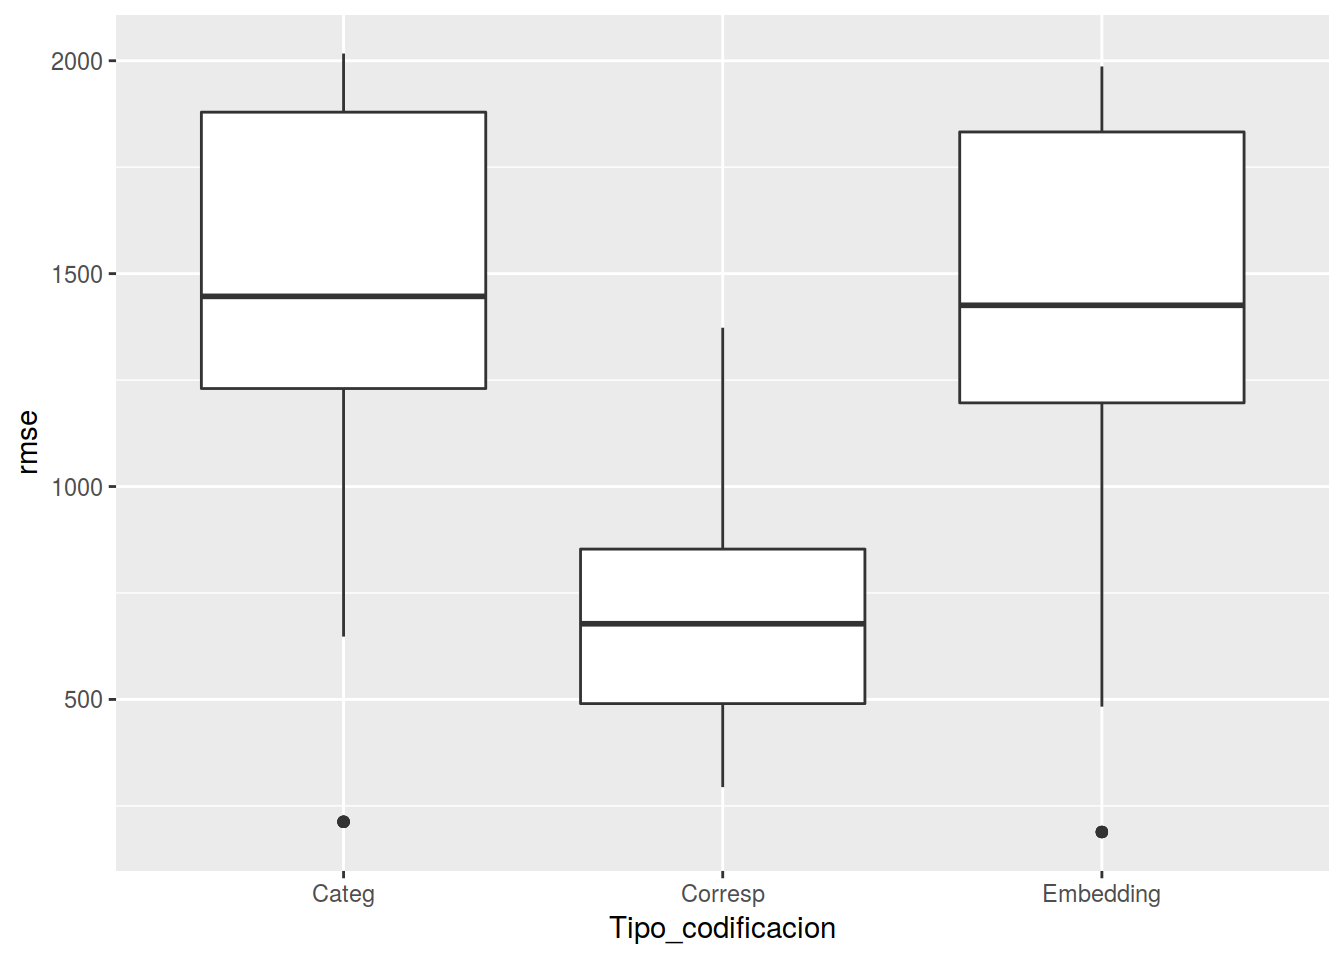 2000
1500
1000
500
rmse
Categ
Corresp
Embedding
Tipo_codificacion